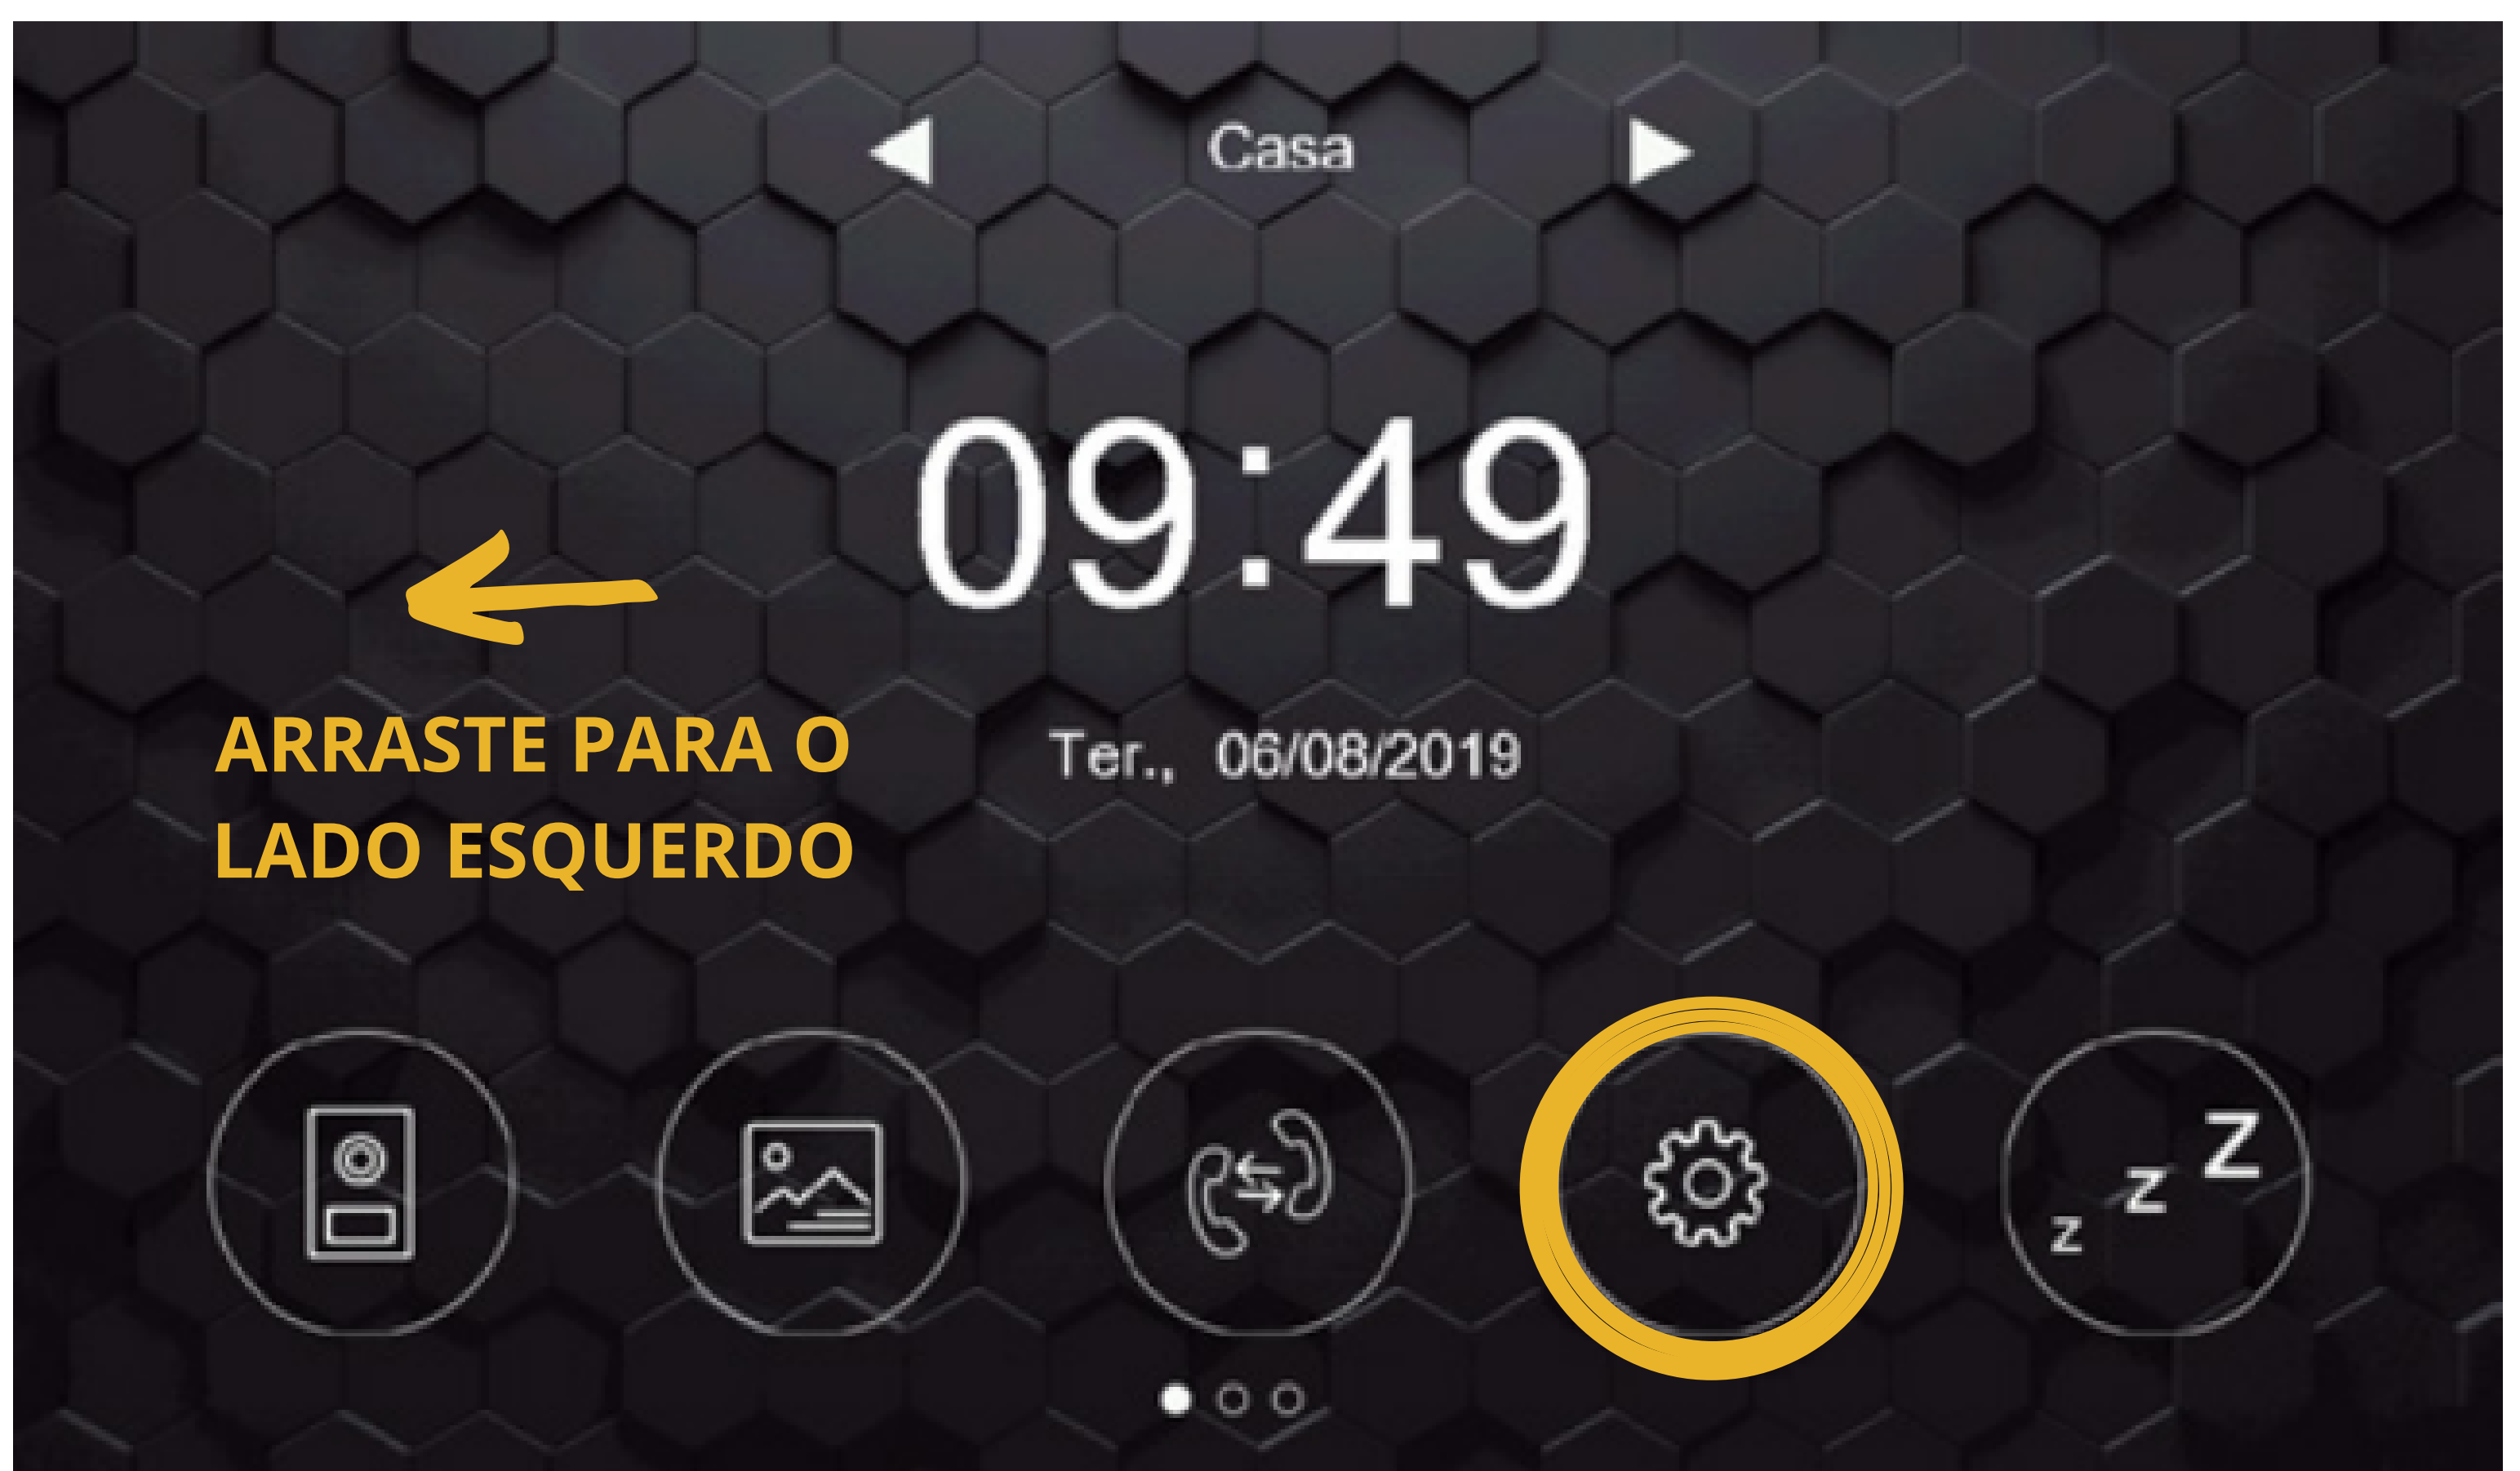 Casa
09:49
Ter., 06/08/2019
ARRASTE PARA O
LADO ESQUERDO
z z Z